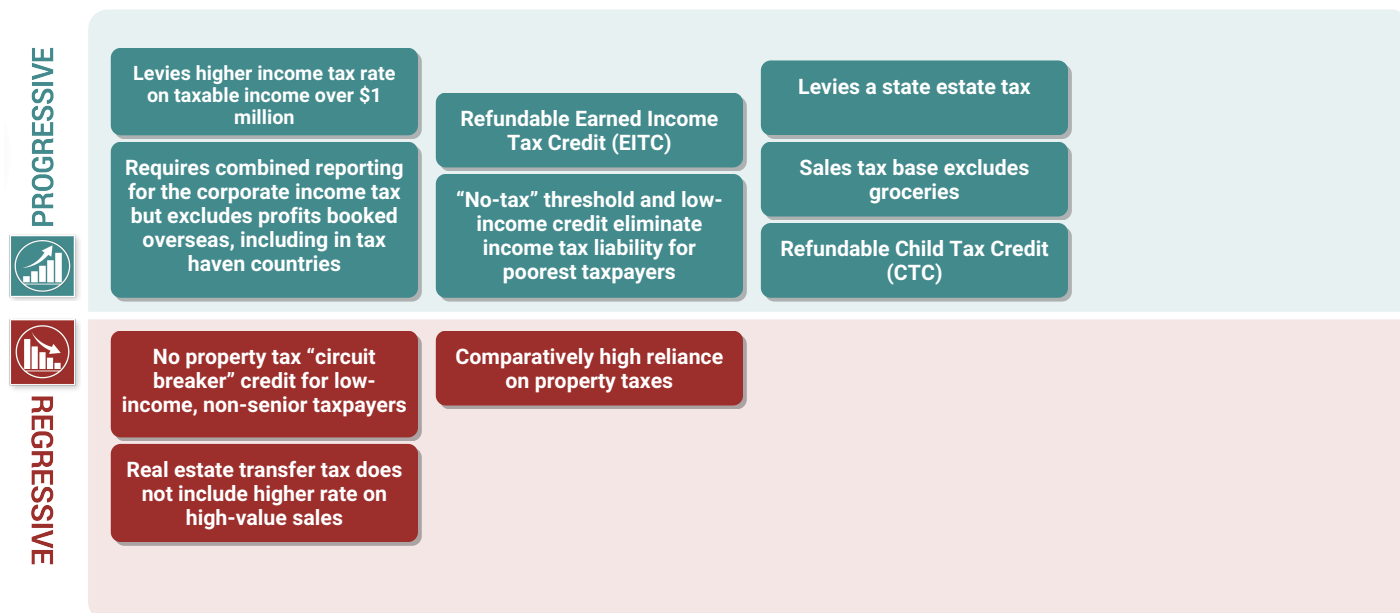 PROGRESSIVE
Levies higher income tax rate
on taxable income over $1
million
Requires combined reporting
for the corporate income tax
but excludes profits booked
overseas, including in tax
haven countries
Refundable Earned Income
Tax Credit (EITC)
“No-tax” threshold and low-
income credit eliminate
income tax liability for
poorest taxpayers
Levies a state estate tax
Sales tax base excludes
groceries
Refundable Child Tax Credit
(CTC)
REGRESSIVE
No property tax “circuit
breaker” credit for low-
income, non-senior taxpayers
Real estate transfer tax does
not include higher rate on
high-value sales
Comparatively high reliance
on property taxes